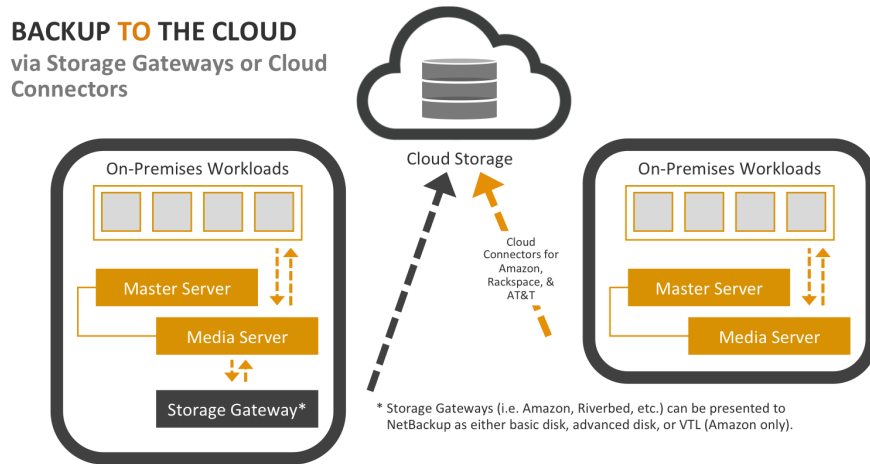 BACKUP TO THE CLOUD
via Storage Gateways or Cloud
Connectors
Cloud Storage
On-Premises Workloads
Master Server
Media Server
Storage Gateway*
Cloud
Connectors for
Amazon,
Rackspace, &
AT&T
On-Premises Workloads
Master Server
Media Server
* Storage Gateways (i.e. Amazon, Riverbed, etc.) can be presented to
NetBackup as either basic disk, advanced disk, or VTL (Amazon only).